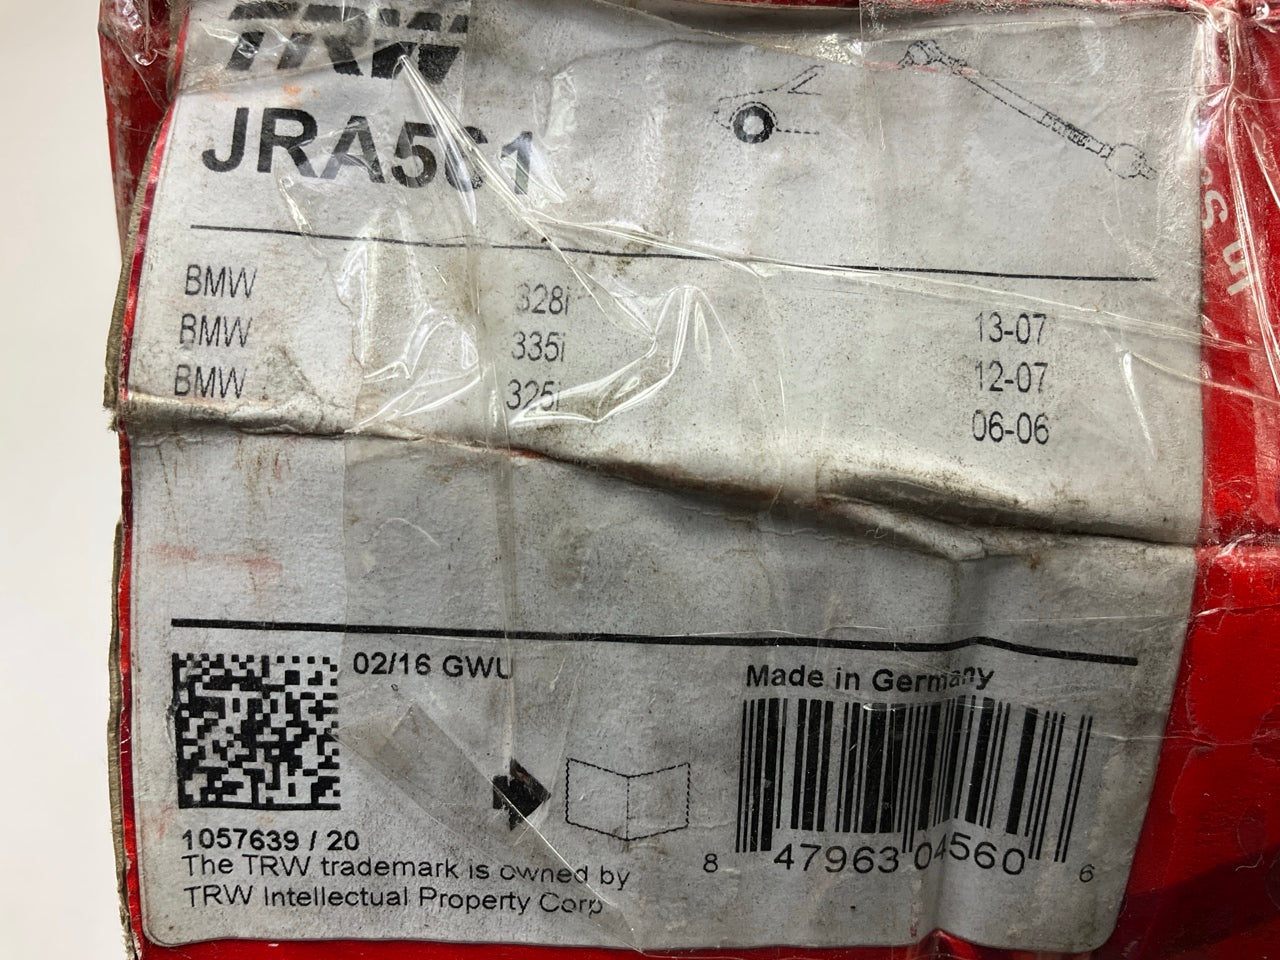 TRW
JRA561
BMW 328i 13-07
BMW 335i 12-07
BMW 325i 06-06
02/16 GWU
Made in Germany
1057639 / 20
8 47963 04560 6
The TRW trademark is owned by
TRW Intellectual Property Corp